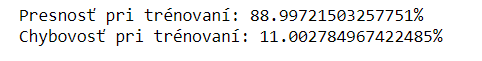 Presnosť pri trénovaní: 88.99721503257751%
Chybovosť pri trénovaní: 11.002784967422485%